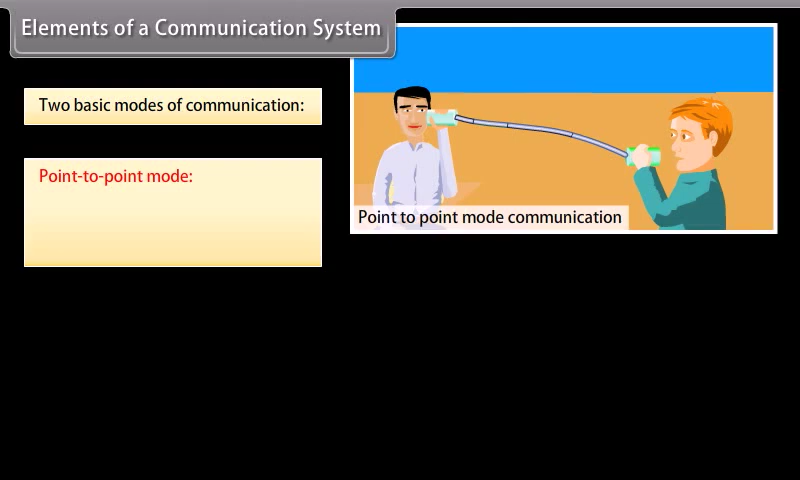 Elements of a Communication System
Two basic modes of communication:
Point-to-point mode:
Point to point mode communication